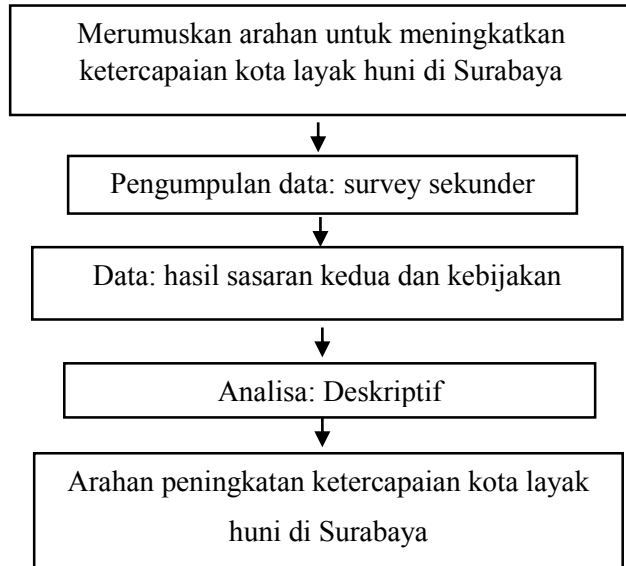 Merumuskan arahan untuk meningkatkan
ketercapaian kota layak huni di Surabaya
Pengumpulan data: survey sekunder
Data: hasil sasaran kedua dan kebijakan
Analisa: Deskriptif
Arahan peningkatan ketercapaian kota layak
huni di Surabaya